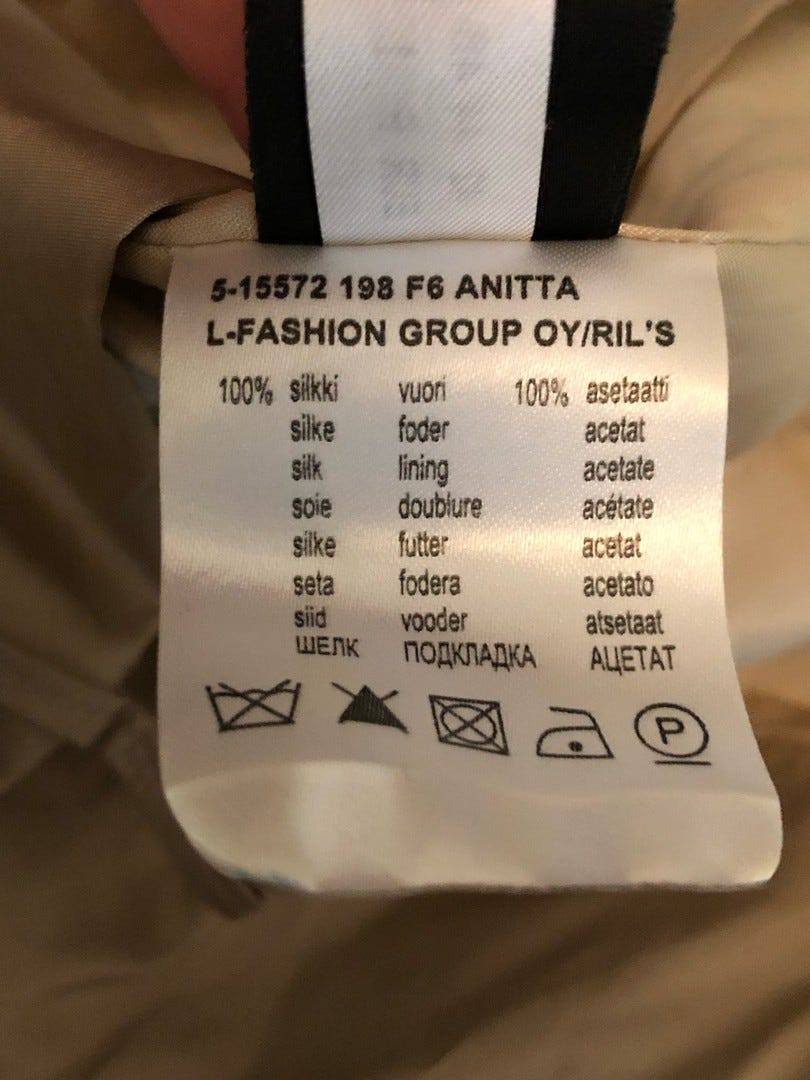 5-15572 198 F6 ANITTA
L-FASHION GROUP OY/RIL'S
100% silkki vuori 100% asetaatti
silke foder acetat
silk lining acetate
soie doublure acétate
silke futter acetat
seta fodera acetato
siid vooder atsetaat
ШЕЛК ПОДКЛАДКА АЦЕТАТ
P